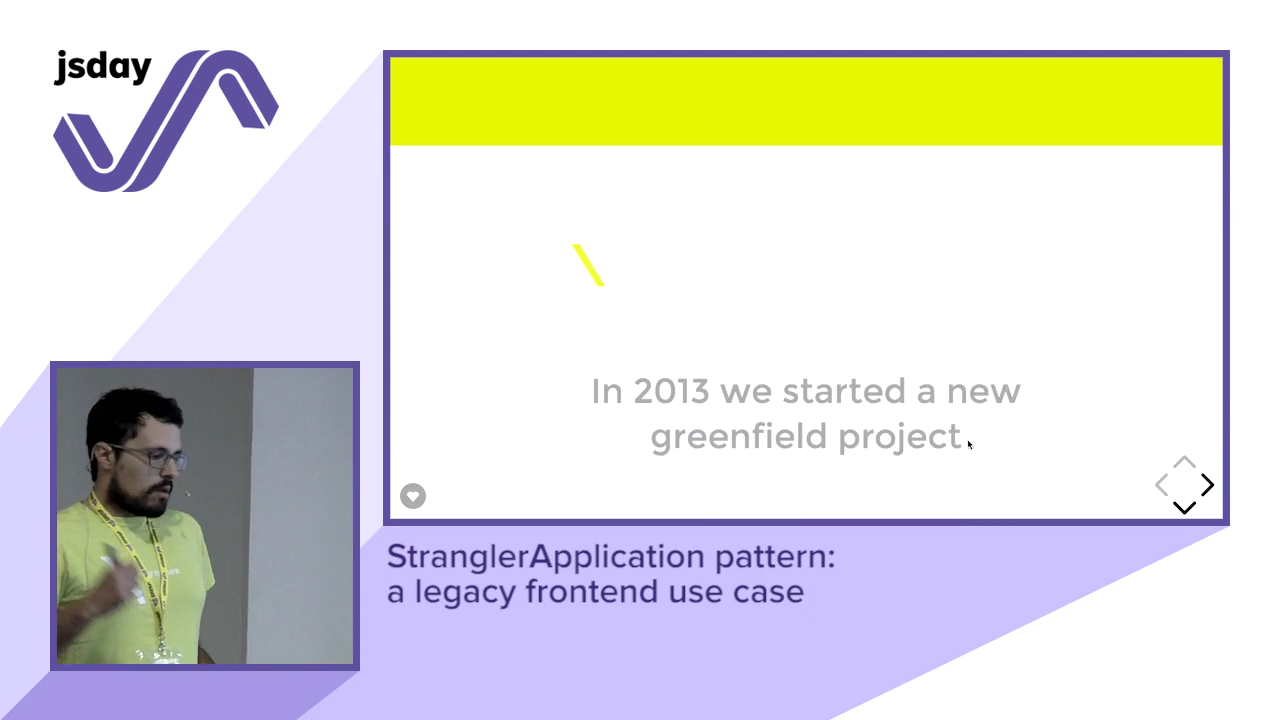 jsday
In 2013 we started a new
greenfield project.
StranglerApplication pattern:
a legacy frontend use case